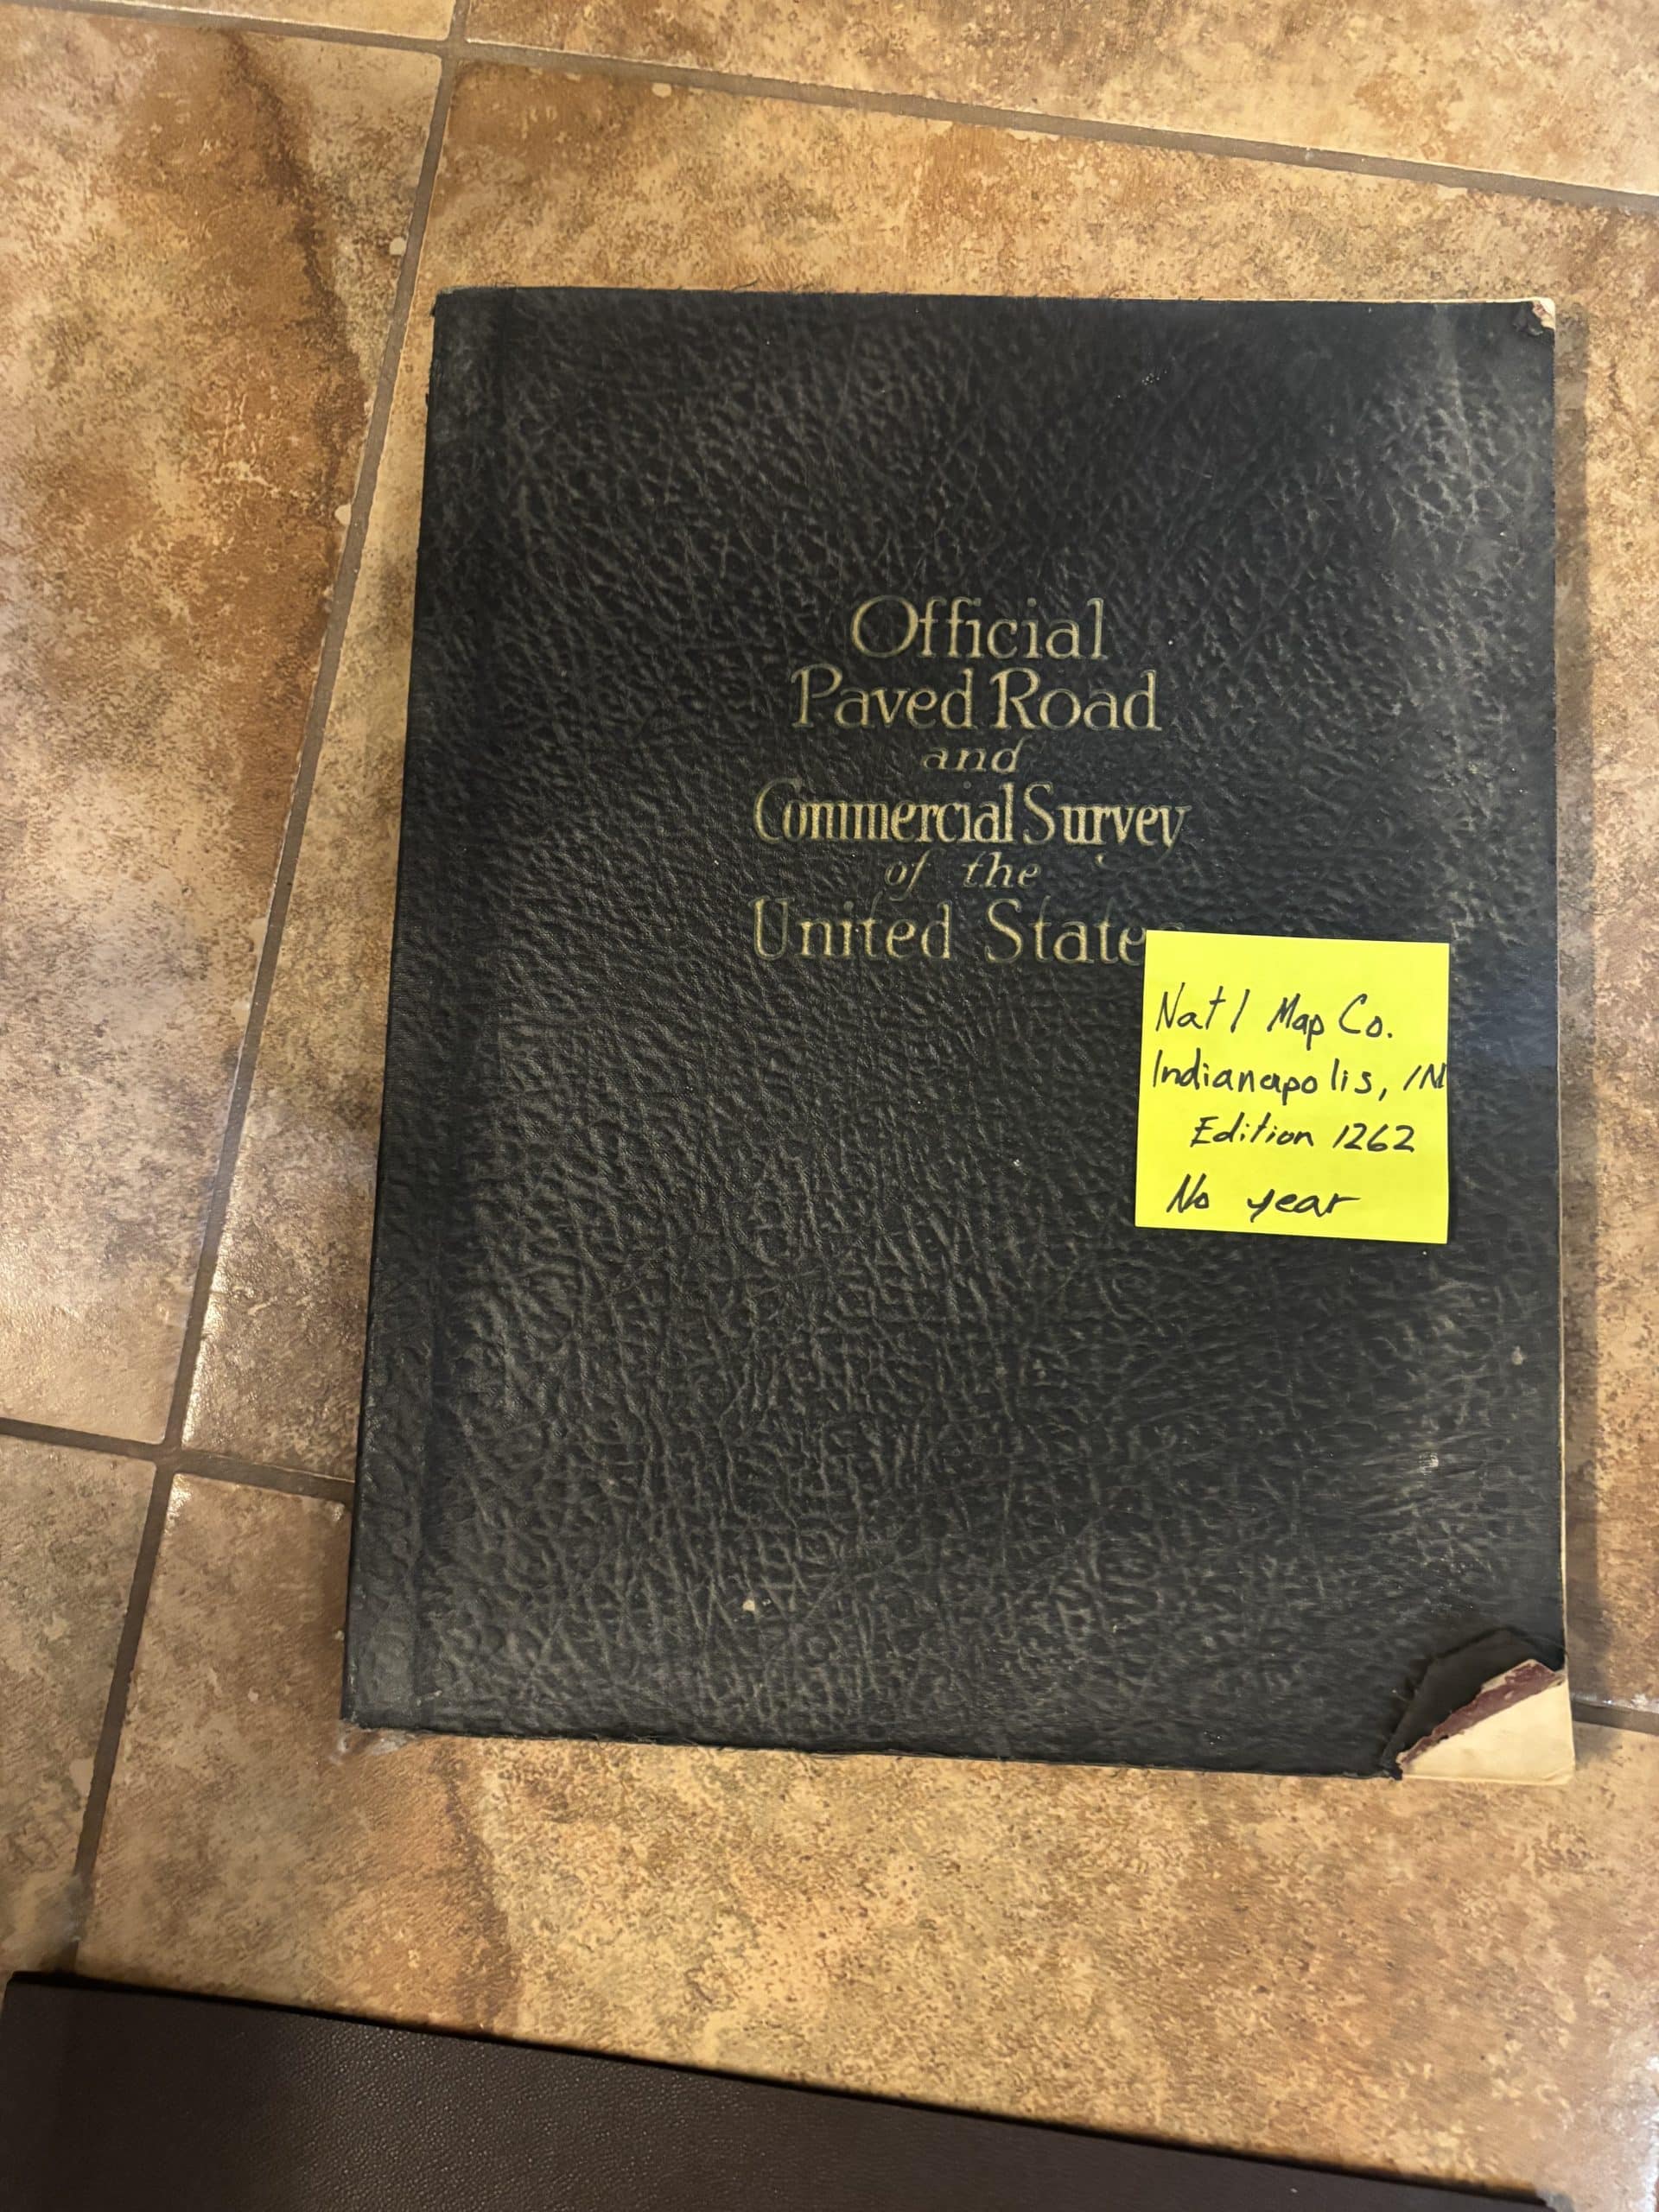 Official
Paved Road
and
Commercial Survey
of the
United States
Nat'l Map Co.
Indianapolis, IN
Edition 1262
No year